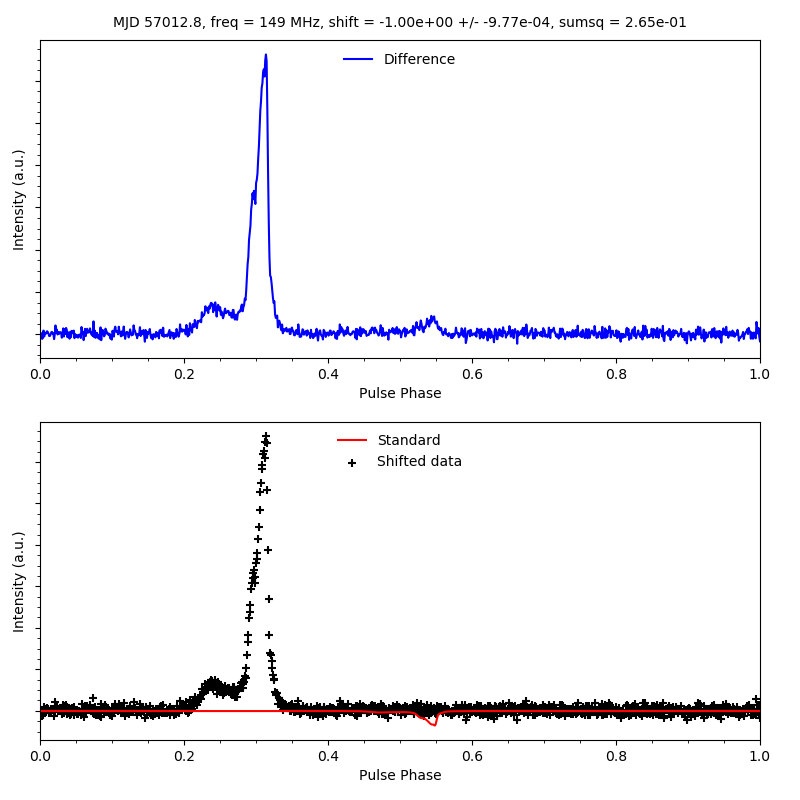 MJD 57012.8, freq = 149 MHz, shift = -1.00e+00 +/- -9.77e-04, sumsq = 2.65e-01
Difference
Intensity (a.u.)
0.0 0.2 0.4 0.6 0.8 1.0
Pulse Phase
Standard
Shifted data
Intensity (a.u.)
0.0 0.2 0.4 0.6 0.8 1.0
Pulse Phase